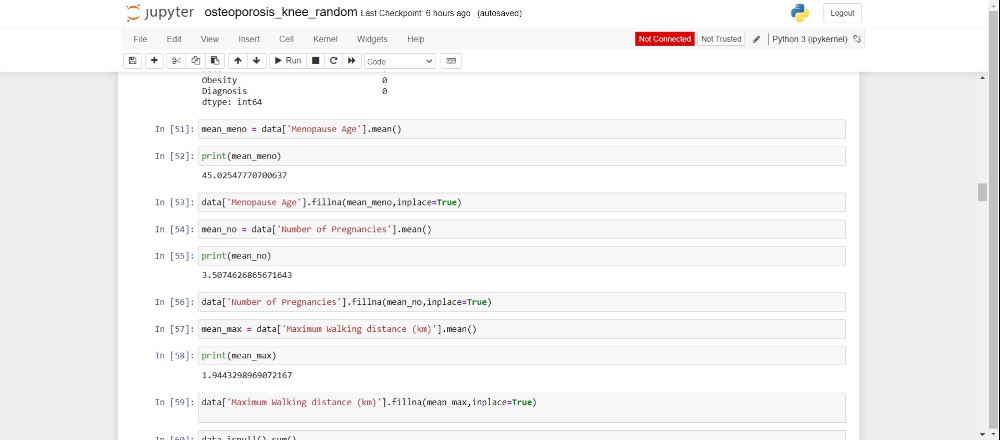 jupyter osteoporosis_knee_random Last Checkpoint: 6 hours ago (autosaved) Logout
File Edit View Insert Cell Kernel Widgets Help Not Connected Not Trusted Python 3 (ipykernel)
Run Code
Obesity 0
Diagnosis 0
dtype: int64
In [51]: mean_meno = data['Menopause Age'].mean()
In [52]: print(mean_meno)
45.02547770700637
In [53]: data['Menopause Age'].fillna(mean_meno,inplace=True)
In [54]: mean_no = data['Number of Pregnancies'].mean()
In [55]: print(mean_no)
3.5074626865671643
In [56]: data['Number of Pregnancies'].fillna(mean_no,inplace=True)
In [57]: mean_max = data['Maximum Walking distance (km)'].mean()
In [58]: print(mean_max)
1.9443298969072167
In [59]: data['Maximum Walking distance (km)'].fillna(mean_max,inplace=True)
In [60]: data.isnull().sum()